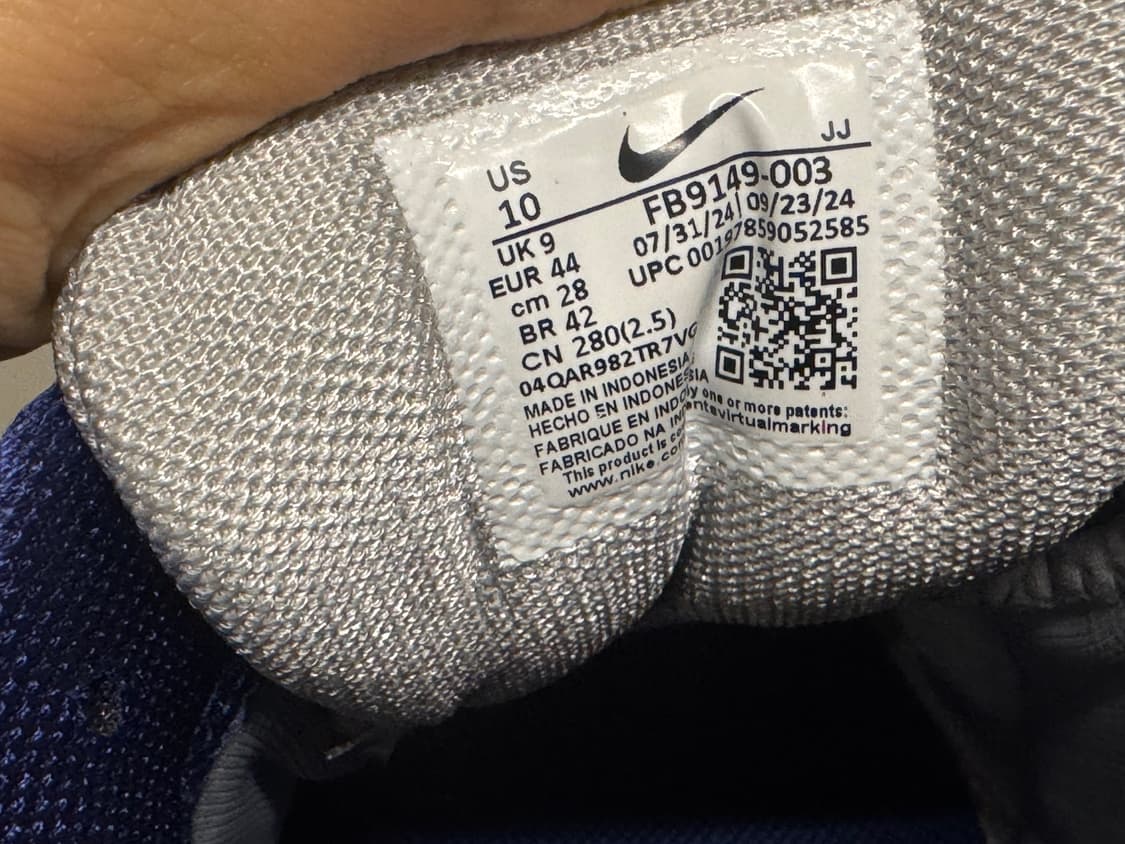 JJ
US
10
FB9149-003
07/31/24 09/23/24
UPC 00197859052585
UK 9
EUR 44
cm 28
BR 42
CN 280(2.5)
04QAR982TR7VG
MADE IN INDONESIA
HECHO EN INDONESIA
FABRIQUE EN
FABRICADO NA
This product is
one or more patents:
www.nike.com
virtualmarking